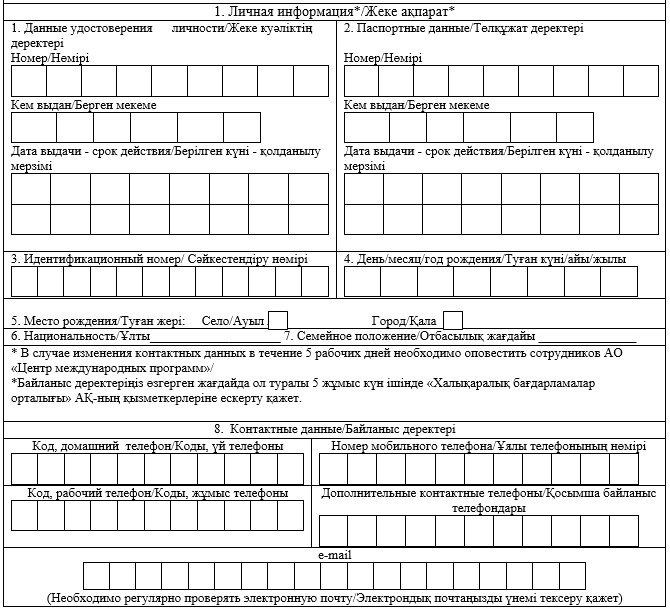 1. Личная информация*/Жеке ақпарат*
1. Данные удостоверения личности/Жеке куәліктің
деректері
Номер/Нөмірі
Кем выдан/Берген мекеме
Дата выдачи - срок действия/Берілген күні - қолданылу
мерзімі
2. Паспортные данные/Төлқұжат деректері
Номер/Нөмірі
Кем выдан/Берген мекеме
Дата выдачи - срок действия/Берілген күні - қолданылу
мерзімі
3. Идентификационный номер/ Сәйкестендіру нөмірі
4. День/месяц/год рождения/Туған күні/айы/жылы
5. Место рождения/Туған жері: Село/Ауыл Город/Қала
6. Национальность/Ұлты____________________ 7. Семейное положение/Отбасылық жағдайы _______________
* В случае изменения контактных данных в течение 5 рабочих дней необходимо оповестить сотрудников АО
«Центр международных программ»/
*Байланыс деректеріңіз өзгерген жағдайда ол туралы 5 жұмыс күн ішінде «Халықаралық бағдарламалар
орталығы» АҚ-ның қызметкерлеріне ескерту қажет.
8. Контактные данные/Байланыс деректері
Код, домашний телефон/Коды, үй телефоны
Номер мобильного телефона/Ұялы телефонының нөмірі
Код, рабочий телефон/Коды, жұмыс телефоны
Дополнительные контактные телефоны/Қосымша байланыс
телефондары
e-mail
(Необходимо регулярно проверять электронную почту/Электрондық почтаңызды үнемі тексеру қажет)